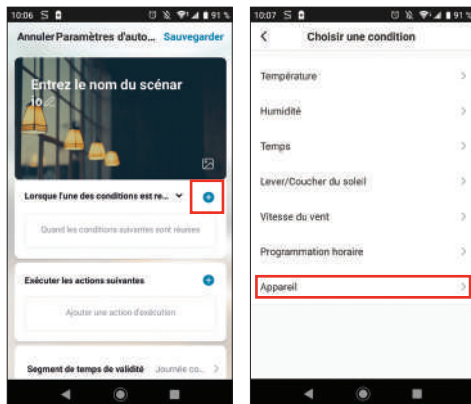 10:06 S 91 %
Annuler Paramètres d'auto... Sauvegarder
Entrez le nom du scénar
io
Lorsque l'une des conditions est re...
Quand les conditions suivantes sont réunies
Exécuter les actions suivantes
Ajouter une action d'exécution
Segment de temps de validité Journée co...
10:07 S 91 %
Choisir une condition
Température
Humidité
Temps
Lever/Coucher du soleil
Vitesse du vent
Programmation horaire
Appareil